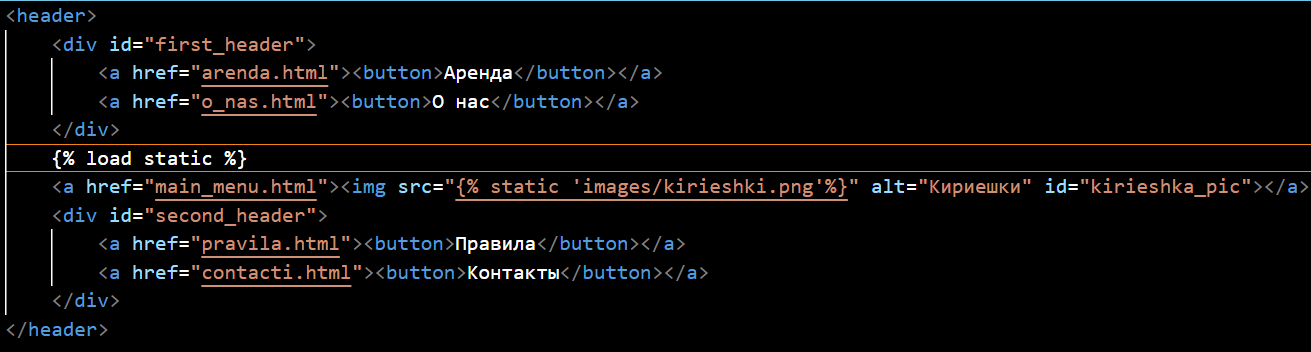 <header>
    <div id="first_header">
        <a href="arenda.html"><button>Аренда</button></a>
        <a href="o_nas.html"><button>О нас</button></a>
    </div>
    {% load static %}
    <a href="main_menu.html"><img src="{% static 'images/kirieshki.png'%}" alt="Кириешки" id="kirieshka_pic"></a>
    <div id="second_header">
        <a href="pravila.html"><button>Правила</button></a>
        <a href="contacti.html"><button>Контакты</button></a>
    </div>
</header>